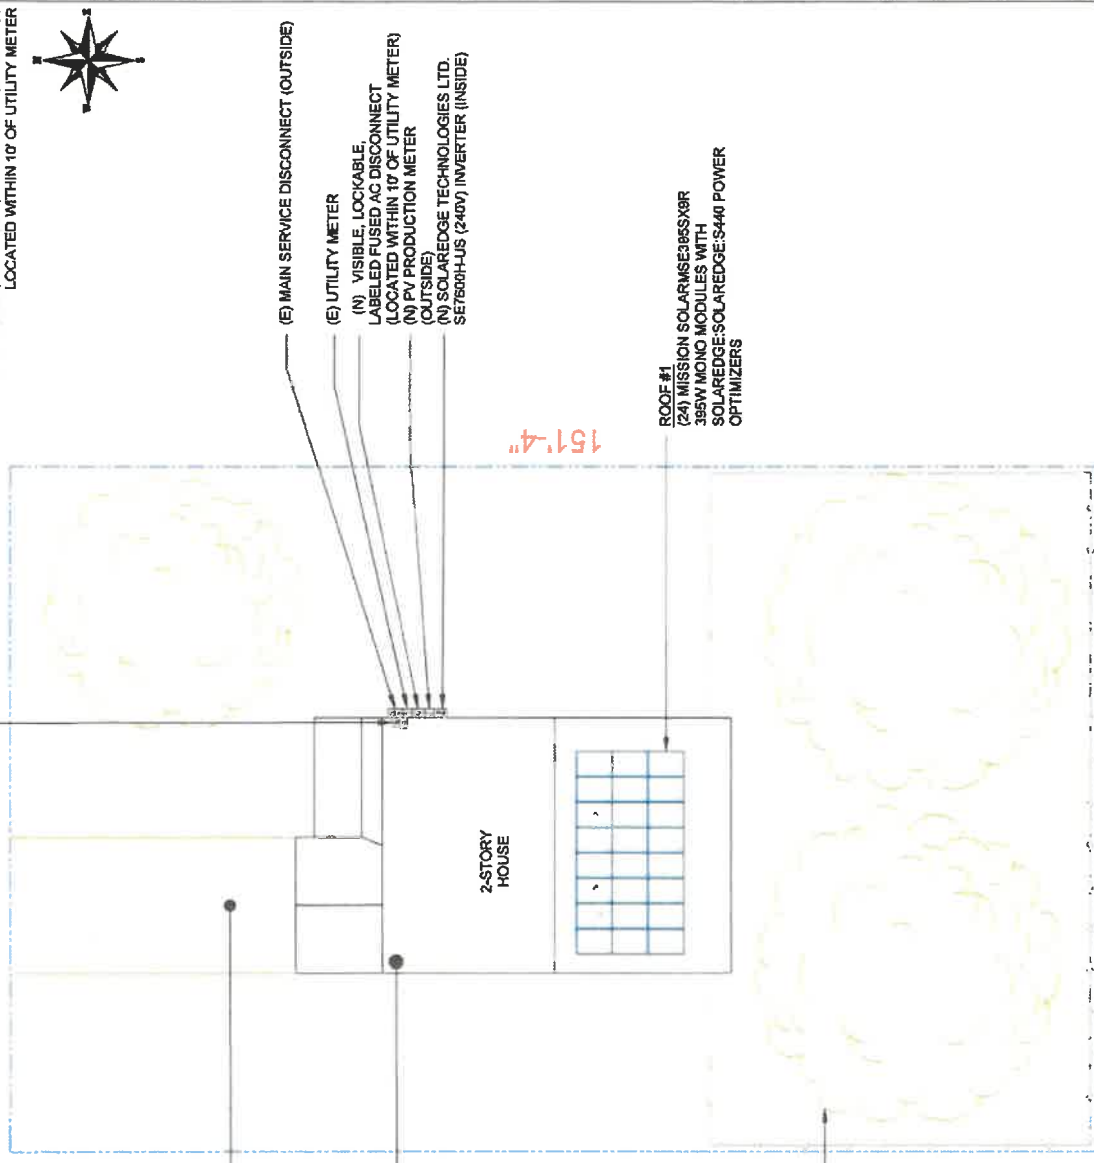 LOCATED WITHIN 10' OF UTILITY METER
(E) MAIN SERVICE DISCONNECT (OUTSIDE)
(E) UTILITY METER
(N) VISIBLE, LOCKABLE,
LABELED FUSED AC DISCONNECT
(LOCATED WITHIN 10' OF UTILITY METER)
(N) PV PRODUCTION METER
(OUTSIDE)
(N) SOLAREDGE TECHNOLOGIES LTD.
SE7600H-US (240V) INVERTER (INSIDE)
151'-4"
ROOF #1
(24) MISSION SOLARMSE395SX9R
395W MONO MODULES WITH
SOLAREDGE:SOLAREDGE:S440 POWER
OPTIMIZERS
2-STORY
HOUSE